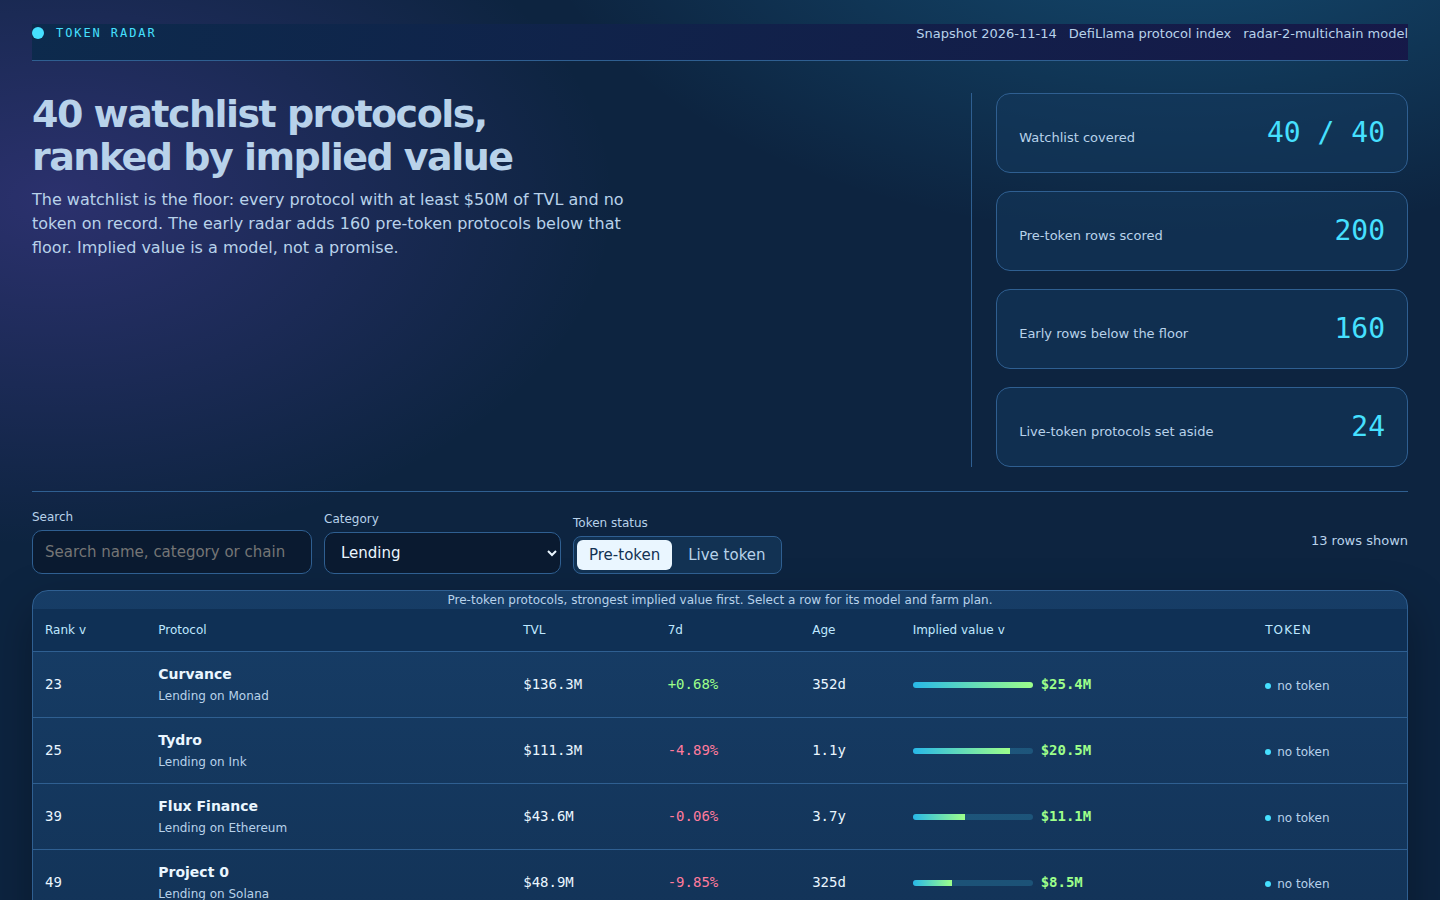 TOKEN RADAR
Snapshot 2026-11-14 DefiLlama protocol index radar-2-multichain model
40 watchlist protocols,
ranked by implied value
The watchlist is the floor: every protocol with at least $50M of TVL and no
token on record. The early radar adds 160 pre-token protocols below that
floor. Implied value is a model, not a promise.
Watchlist covered 40 / 40
Pre-token rows scored 200
Early rows below the floor 160
Live-token protocols set aside 24
Search
Category
Token status
Search name, category or chain
Lending
Pre-token Live token
13 rows shown
Pre-token protocols, strongest implied value first. Select a row for its model and farm plan.
Rank v Protocol TVL 7d Age Implied value v TOKEN
23 Curvance $136.3M +0.68% 352d $25.4M no token
Lending on Monad
25 Tydro $111.3M -4.89% 1.1y $20.5M no token
Lending on Ink
39 Flux Finance $43.6M -0.06% 3.7y $11.1M no token
Lending on Ethereum
49 Project 0 $48.9M -9.85% 325d $8.5M no token
Lending on Solana